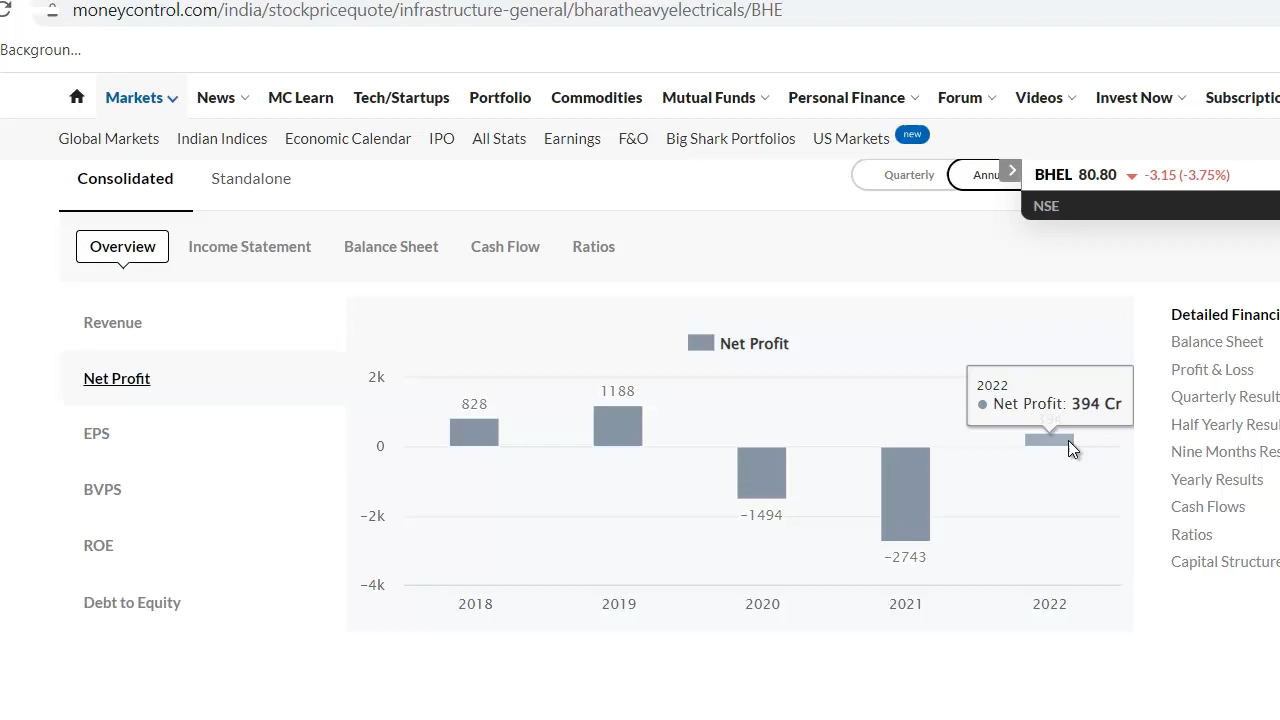 moneycontrol.com/india/stockpricequote/infrastructure-general/bharatheavyelectricals/BHE
Backgroun...
Markets News MC Learn Tech/Startups Portfolio Commodities Mutual Funds Personal Finance Forum Videos Invest Now Subscriptio
Global Markets Indian Indices Economic Calendar IPO All Stats Earnings F&O Big Shark Portfolios US Markets new
Consolidated Standalone Quarterly Annu
BHEL 80.80 -3.15 (-3.75%)
NSE
Overview Income Statement Balance Sheet Cash Flow Ratios
Revenue
Net Profit
EPS
BVPS
ROE
Debt to Equity
Net Profit
2k
0
-2k
-4k
828
1188
-1494
-2743
2022
Net Profit: 394 Cr
2018 2019 2020 2021 2022
Detailed Financi
Balance Sheet
Profit & Loss
Quarterly Result
Half Yearly Resu
Nine Months Res
Yearly Results
Cash Flows
Ratios
Capital Structure